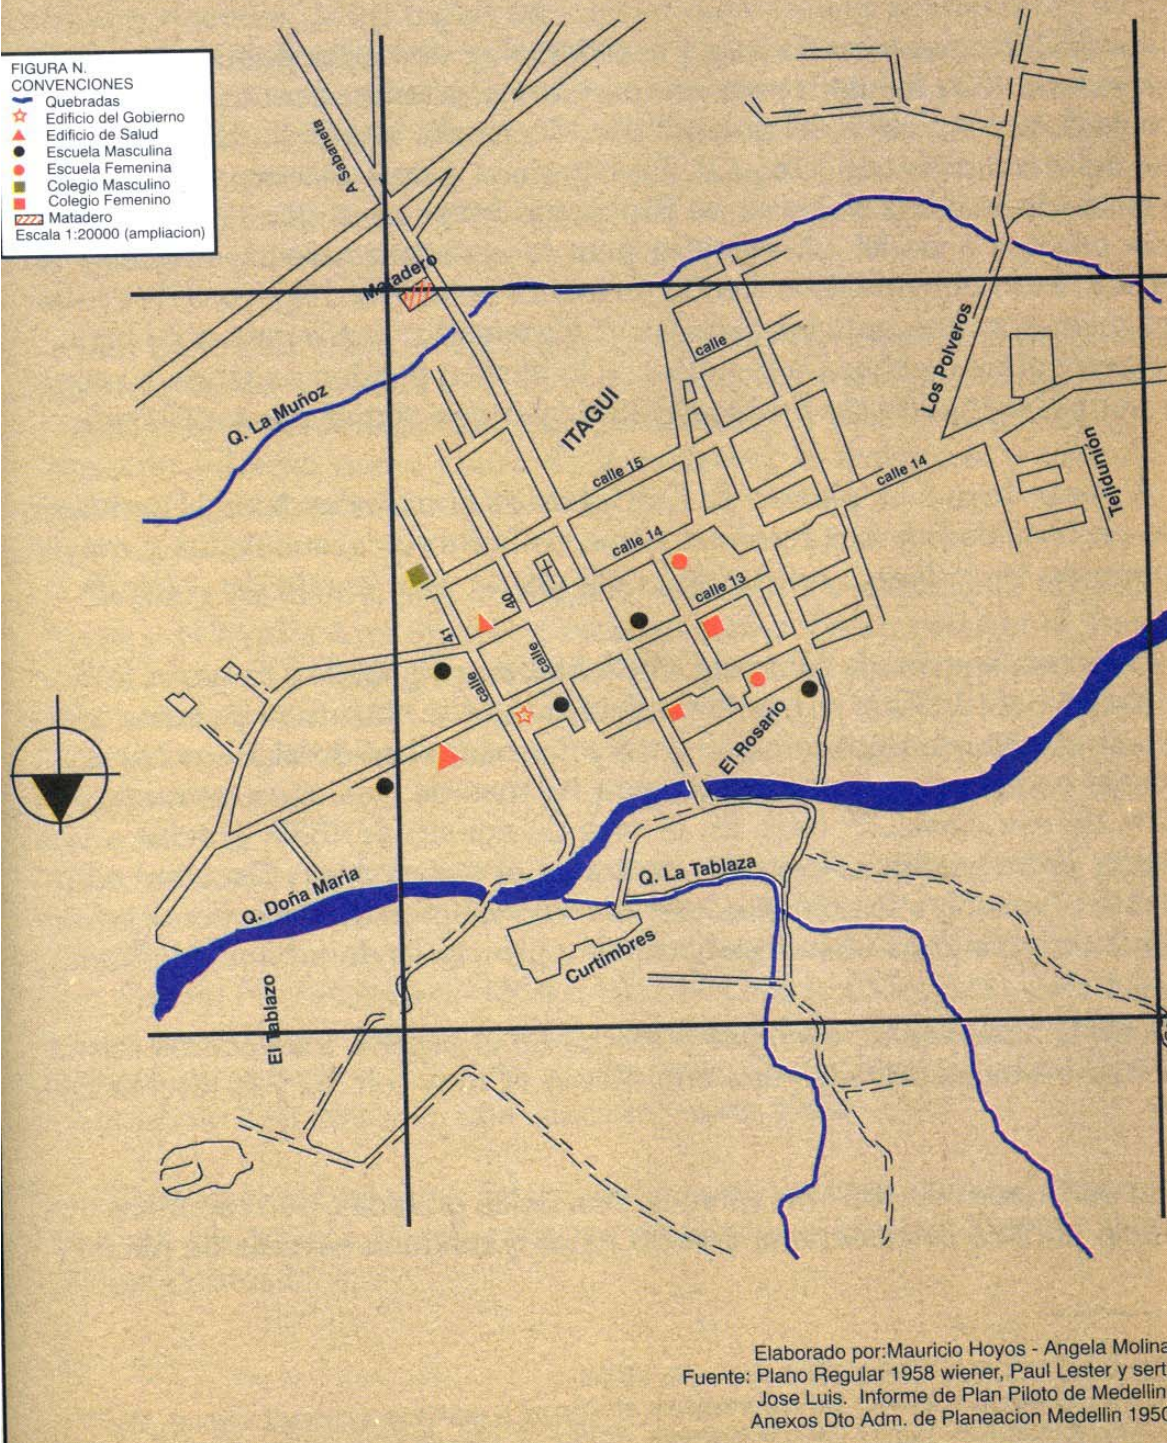 FIGURA N.
CONVENCIONES
Quebradas
Edificio del Gobierno
Edificio de Salud
Escuela Masculina
Escuela Femenina
Colegio Masculino
Colegio Femenino
Matadero
Escala 1:20000 (ampliacion)
A Sabaneta
Matadero
Q. La Muñoz
ITAGUI
calle
Los Polveros
calle 15
calle 14
Tejidunión
calle 14
calle 13
40
41
calle
calle
El Rosario
Q. La Tablaza
Q. Doña Maria
Curtimbres
El Tablazo
Elaborado por:Mauricio Hoyos - Angela Molina
Fuente: Plano Regular 1958 wiener, Paul Lester y sert
Jose Luis. Informe de Plan Piloto de Medellin
Anexos Dto Adm. de Planeacion Medellin 1950